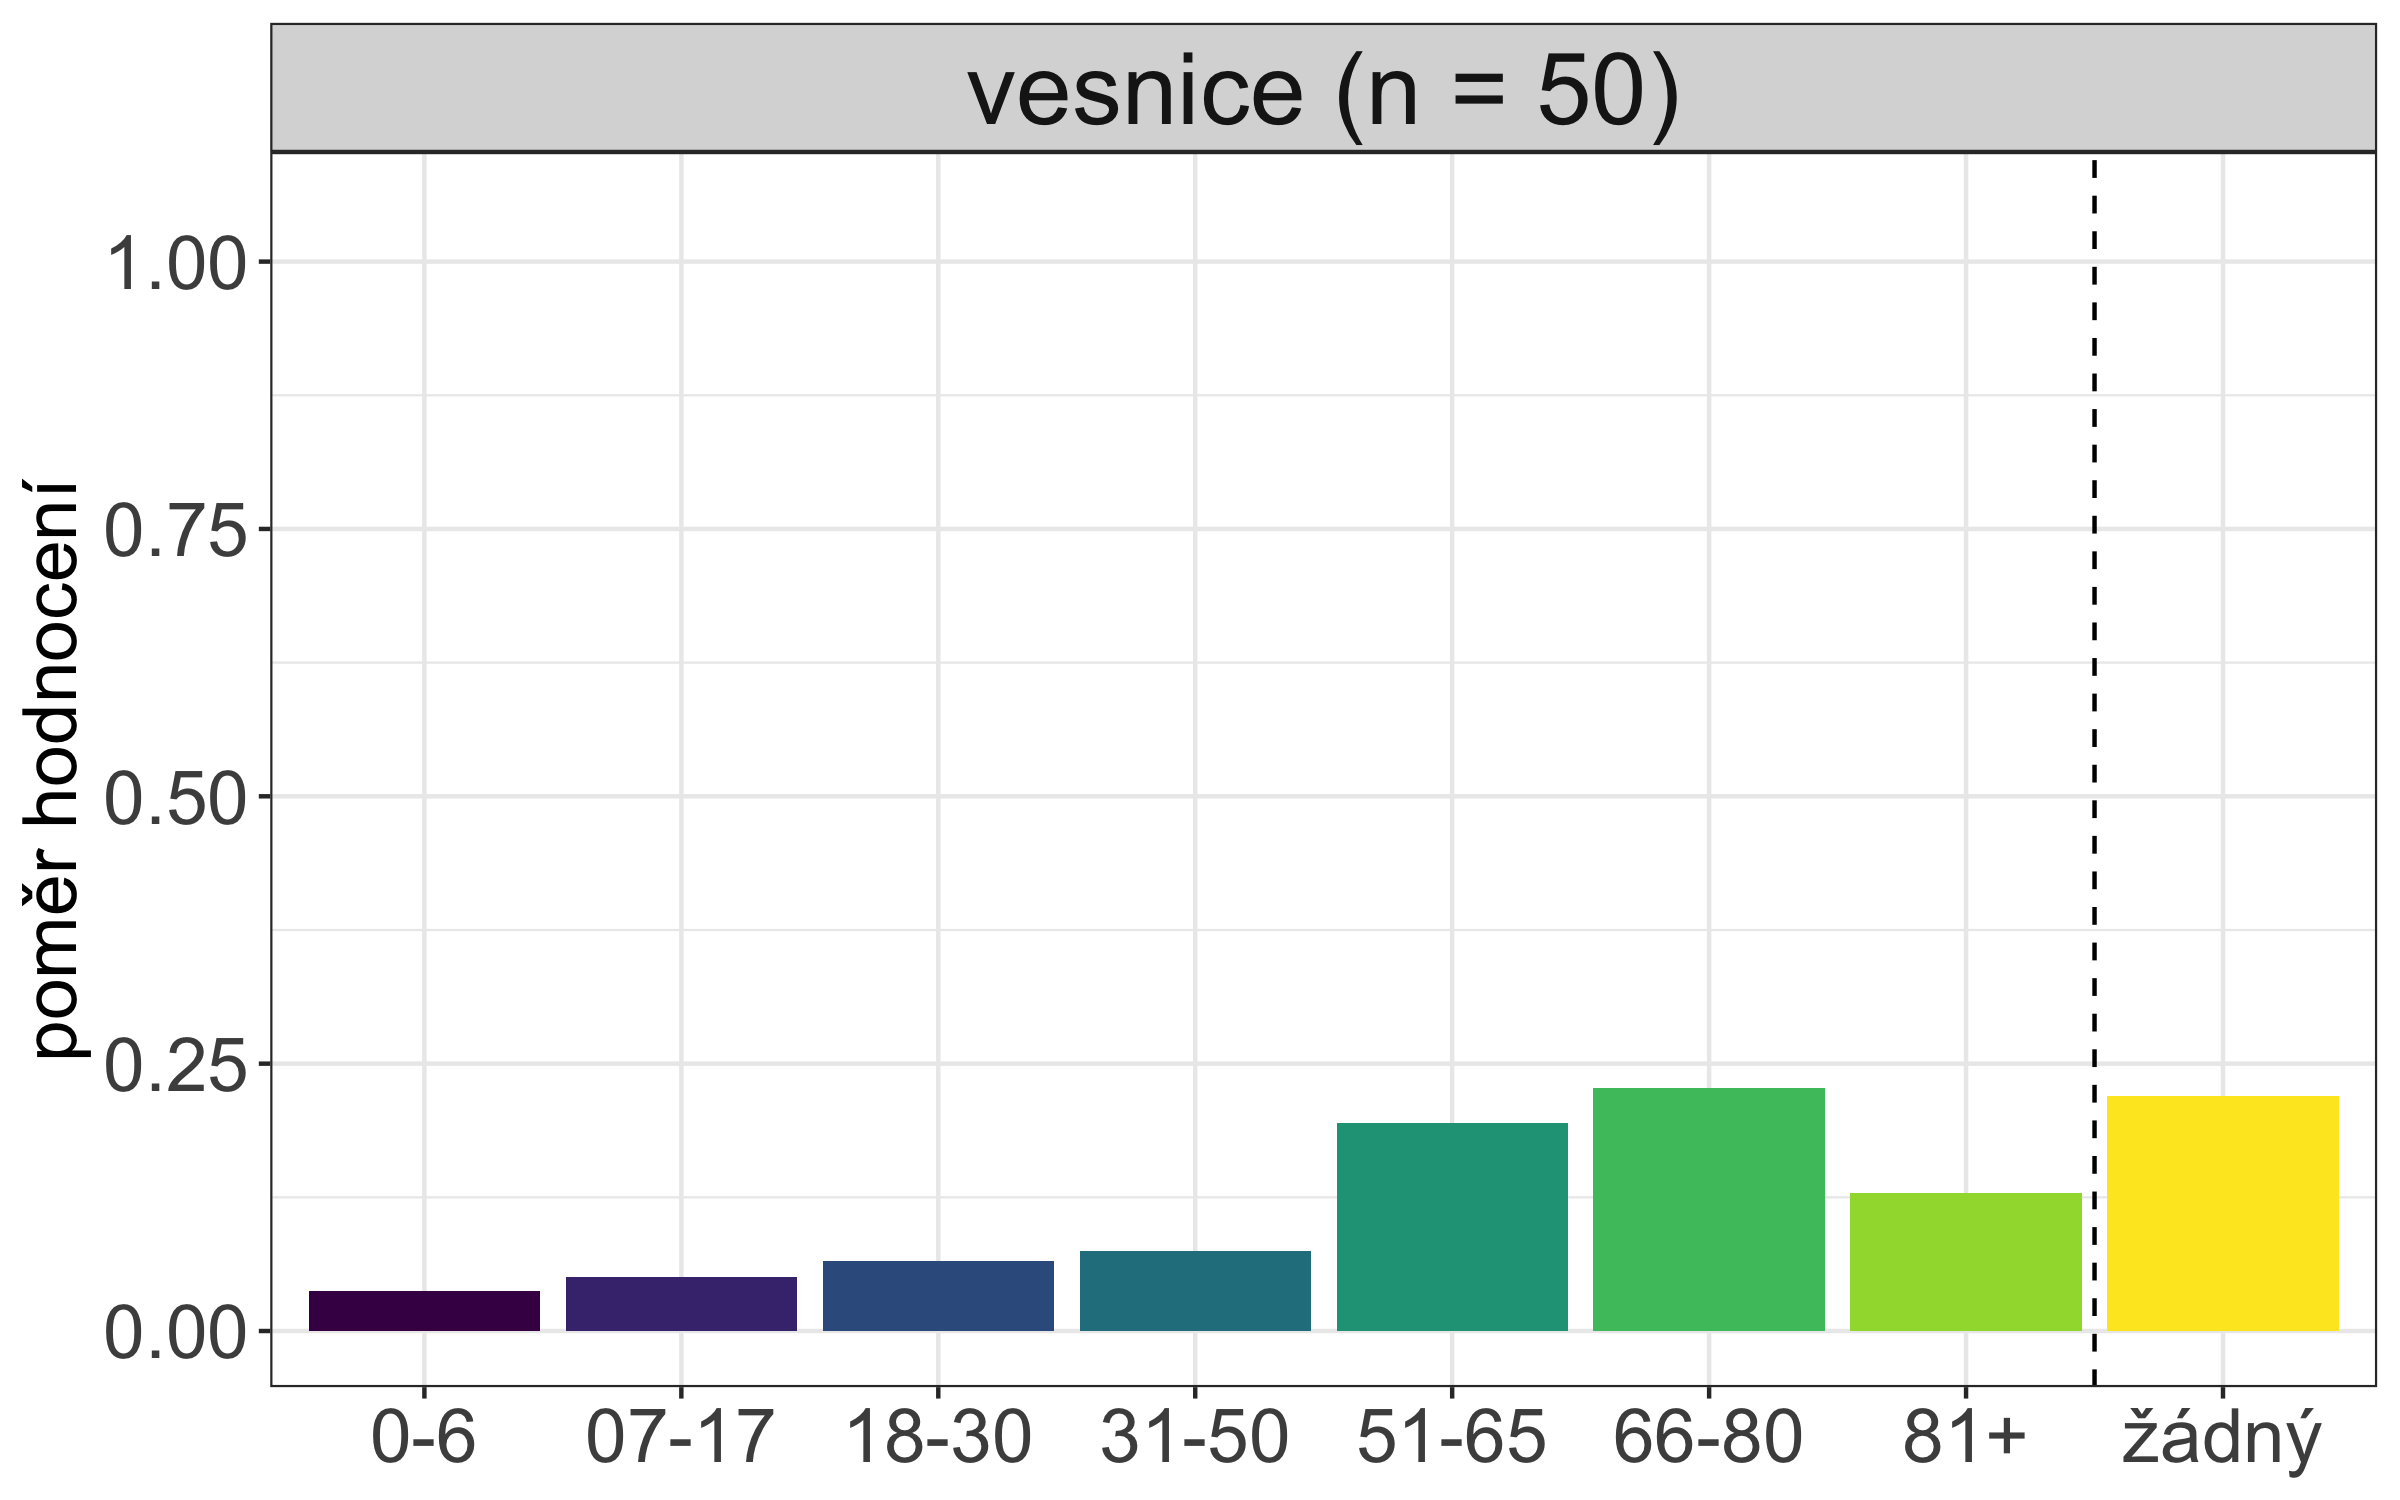 vesnice (n = 50)
poměr hodnocení
1.00
0.75
0.50
0.25
0.00
0-6 07-17 18-30 31-50 51-65 66-80 81+ žádný